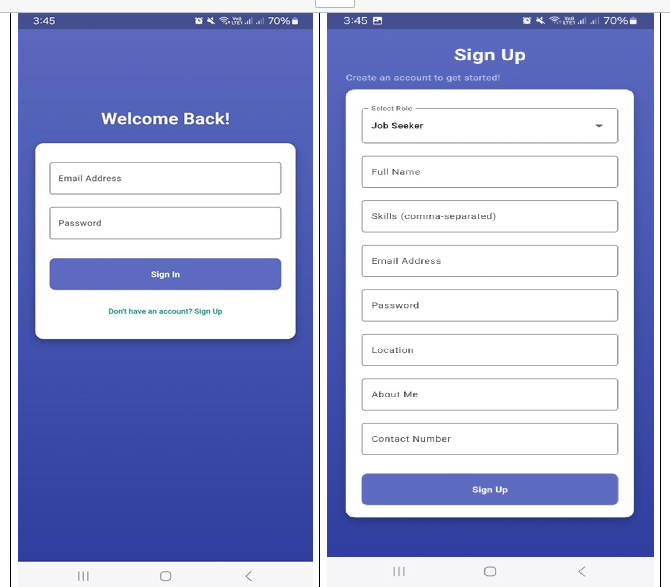 3:45
70%
Welcome Back!
Email Address
Password
Sign In
Don't have an account? Sign Up
3:45
70%
Sign Up
Create an account to get started!
Select Role
Job Seeker
Full Name
Skills (comma-separated)
Email Address
Password
Location
About Me
Contact Number
Sign Up